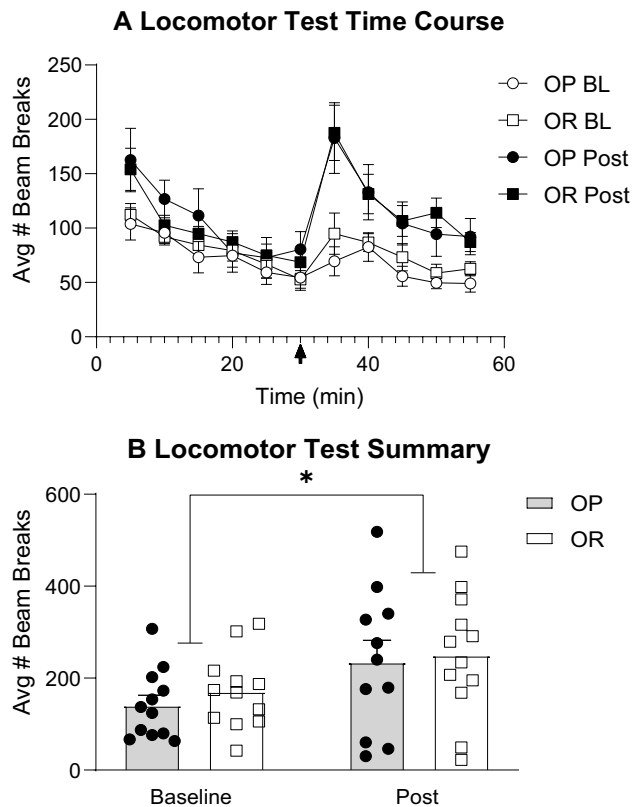 A Locomotor Test Time Course
250
200
150
100
50
0
Avg # Beam Breaks
0 20 40 60
Time (min)
OP BL
OR BL
OP Post
OR Post
B Locomotor Test Summary
*
600
400
200
0
Avg # Beam Breaks
Baseline Post
OP
OR